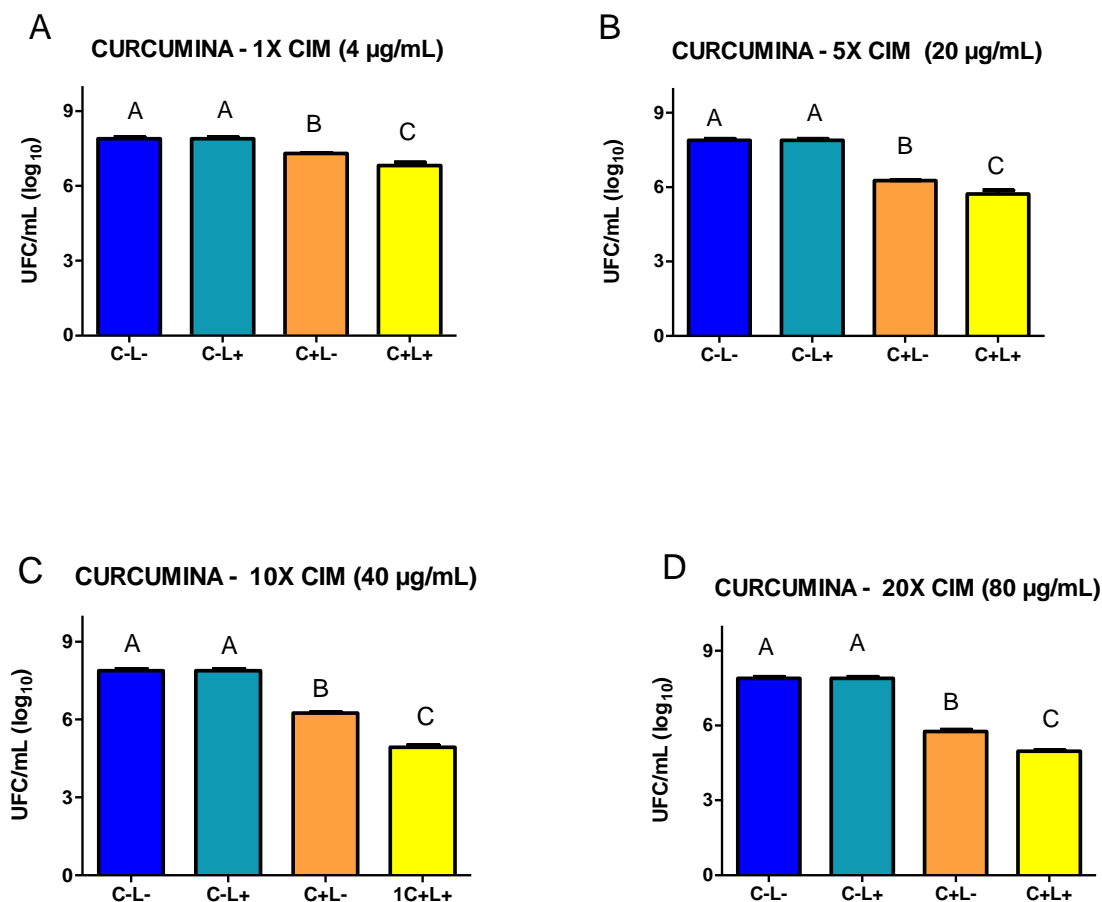 A
CURCUMINA - 1X CIM (4 µg/mL)
UFC/mL (log10)
9
6
3
0
A
A
B
C
C-L-
C-L+
C+L-
C+L+
B
CURCUMINA - 5X CIM (20 µg/mL)
UFC/mL (log10)
9
6
3
0
A
A
B
C
C-L-
C-L+
C+L-
C+L+
C
CURCUMINA - 10X CIM (40 µg/mL)
UFC/mL (log10)
9
6
3
0
A
A
B
C
C-L-
C-L+
C+L-
1C+L+
D
CURCUMINA - 20X CIM (80 µg/mL)
UFC/mL (log10)
9
6
3
0
A
A
B
C
C-L-
C-L+
C+L-
C+L+